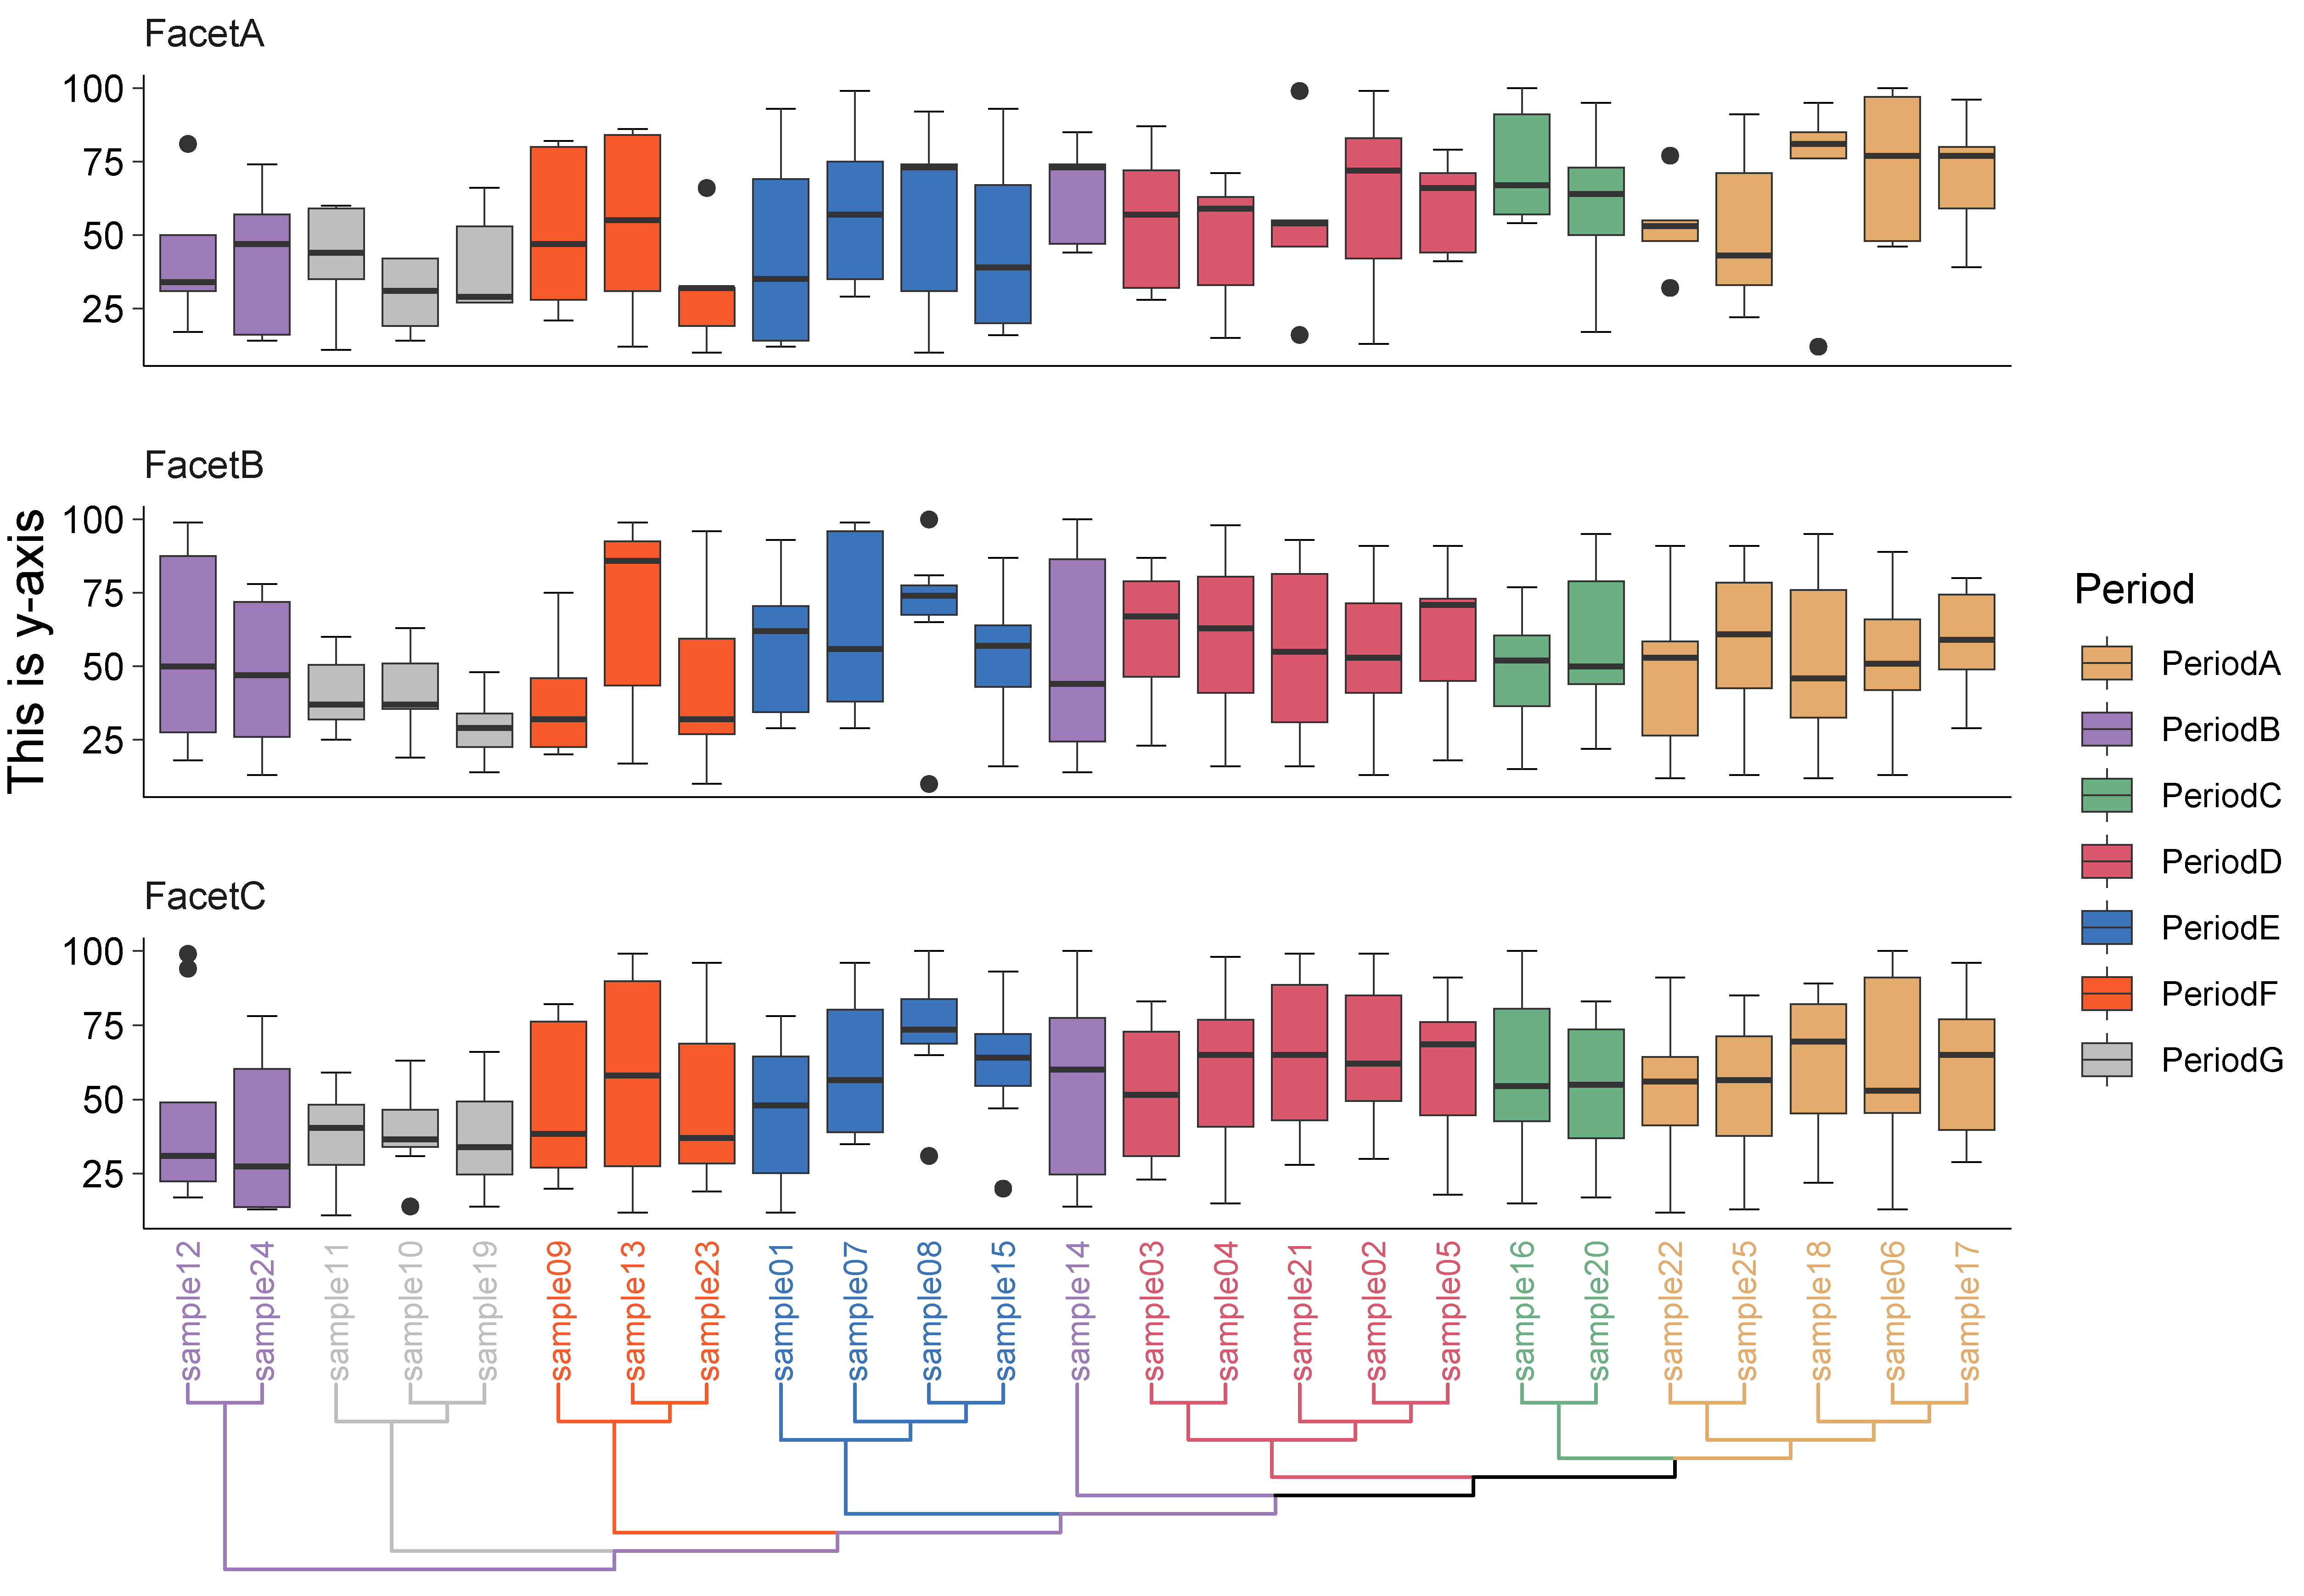 FacetA
100
75
50
25
FacetB
100
75
50
25
This is y-axis
FacetC
100
75
50
25
sample12
sample24
sample11
sample10
sample19
sample09
sample13
sample23
sample01
sample07
sample08
sample15
sample14
sample03
sample04
sample21
sample02
sample05
sample16
sample20
sample22
sample25
sample18
sample06
sample17
Period
PeriodA
PeriodB
PeriodC
PeriodD
PeriodE
PeriodF
PeriodG